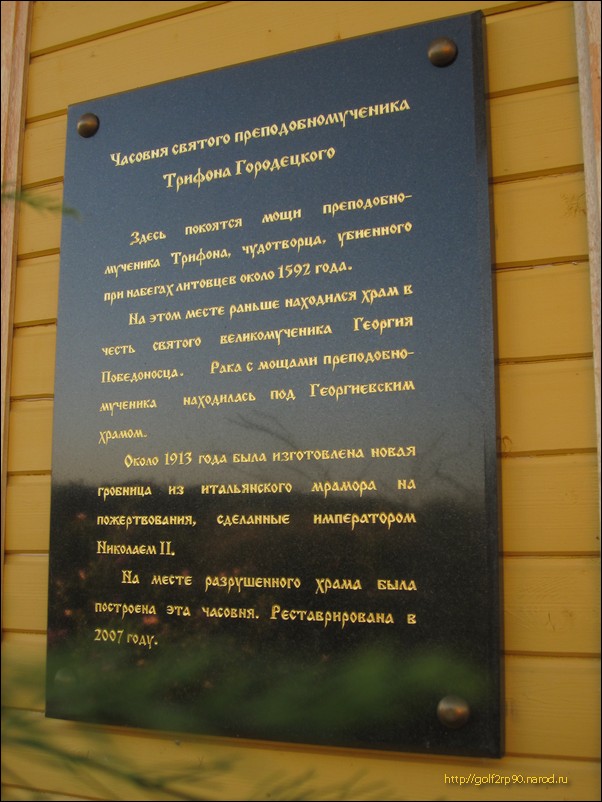 Часовня святого преподобномученика
Трифона Городецкого
Здесь покоятся мощи преподобно-
мученика Трифона, чудотворца, убиенного
при набегах литовцев около 1592 года.
На этом месте раньше находился храм в
честь святого великомученика Георгия
Победоносца. Рака с мощами преподобно-
мученика находилась под Георгиевским
храмом.
Около 1913 года была изготовлена новая
гробница из итальянского мрамора на
пожертвования, сделанные императором
Николаем II.
На месте разрушенного храма была
построена эта часовня. Реставрирована в
2007 году.
http://golf2rp90.narod.ru